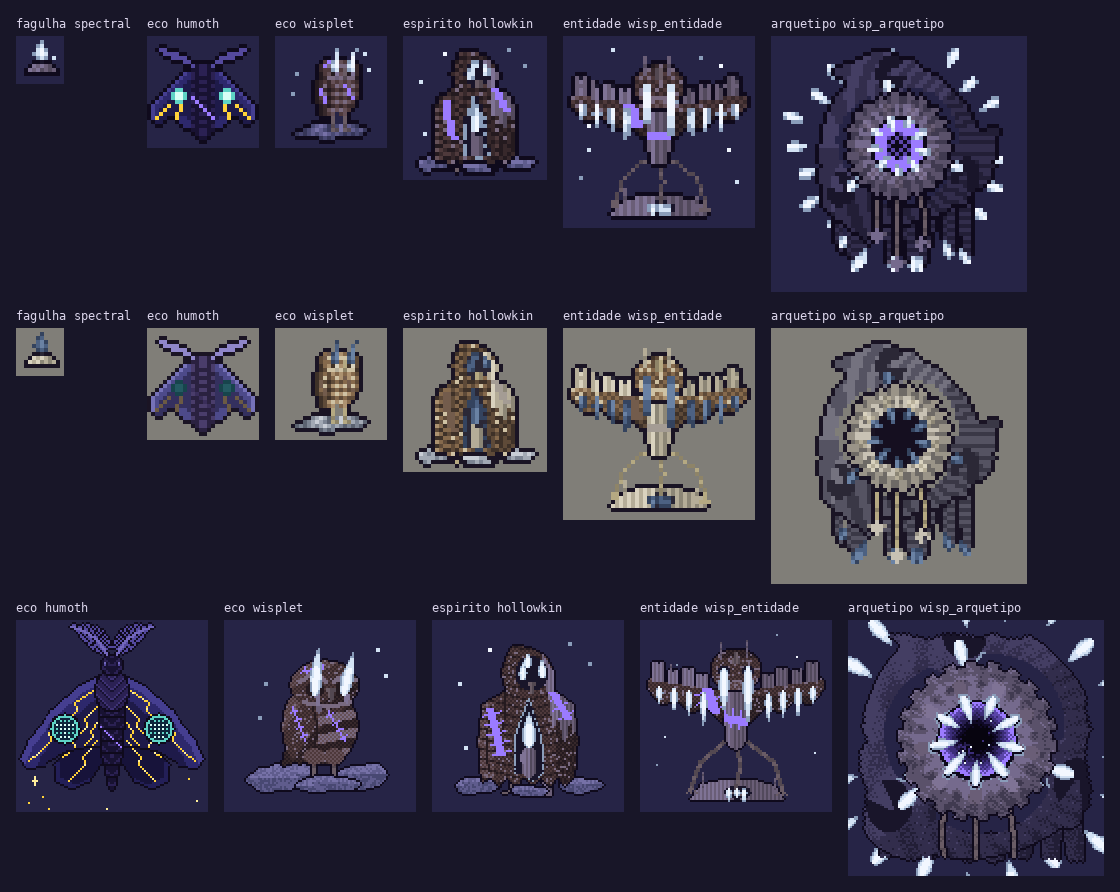 fagulha spectral eco humoth eco wisplet espirito hollowkin entidade wisp_entidade arquetipo wisp_arquetipo
fagulha spectral eco humoth eco wisplet espirito hollowkin entidade wisp_entidade arquetipo wisp_arquetipo
eco humoth eco wisplet espirito hollowkin entidade wisp_entidade arquetipo wisp_arquetipo